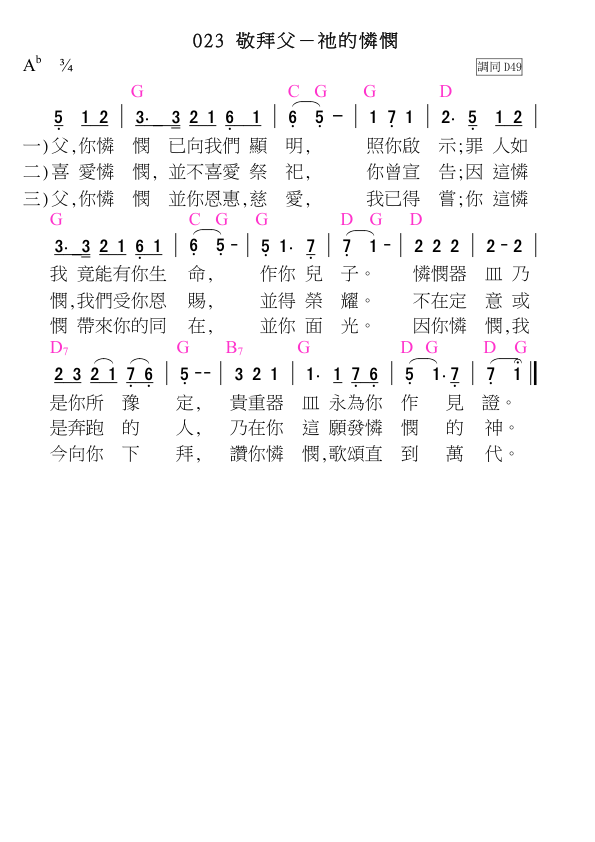 023 敬拜父－祂的憐憫
A♭ ¾ 調同 D49
G C G G D
5 1 2 | 3· 3 2 1 6 1 | 6 5 - | 1 7 1 | 2· 5 1 2 |
一)父,你憐 憫 已向我們 顯 明, 照你啟 示;罪 人如
二)喜 愛憐 憫, 並不喜愛 祭 祀, 你曾宣 告;因 這憐
三)父,你憐 憫 並你恩惠,慈 愛, 我已得 嘗;你 這憐
G C G G D G D
3· 3 2 1 6 1 | 6 5 - | 5 1· 7 | 7 1 - | 2 2 2 | 2 - 2 |
我 竟能有你生 命, 作你 兒 子。 憐憫器 皿 乃
憫,我們受你恩 賜, 並得 榮 耀。 不在定 意 或
憫 帶來你的同 在, 並你 面 光。 因你憐 憫,我
D7 G B7 G D G D G
2 3 2 1 7 6 | 5 - - | 3 2 1 | 1· 1 7 6 | 5 1· 7 | 7 1 ‖
是你所 豫 定, 貴重器 皿 永為你 作 見 證。
是奔跑 的 人, 乃在你 這 願發憐 憫 的 神。
今向你 下 拜, 讚你憐 憫,歌頌直 到 萬 代。